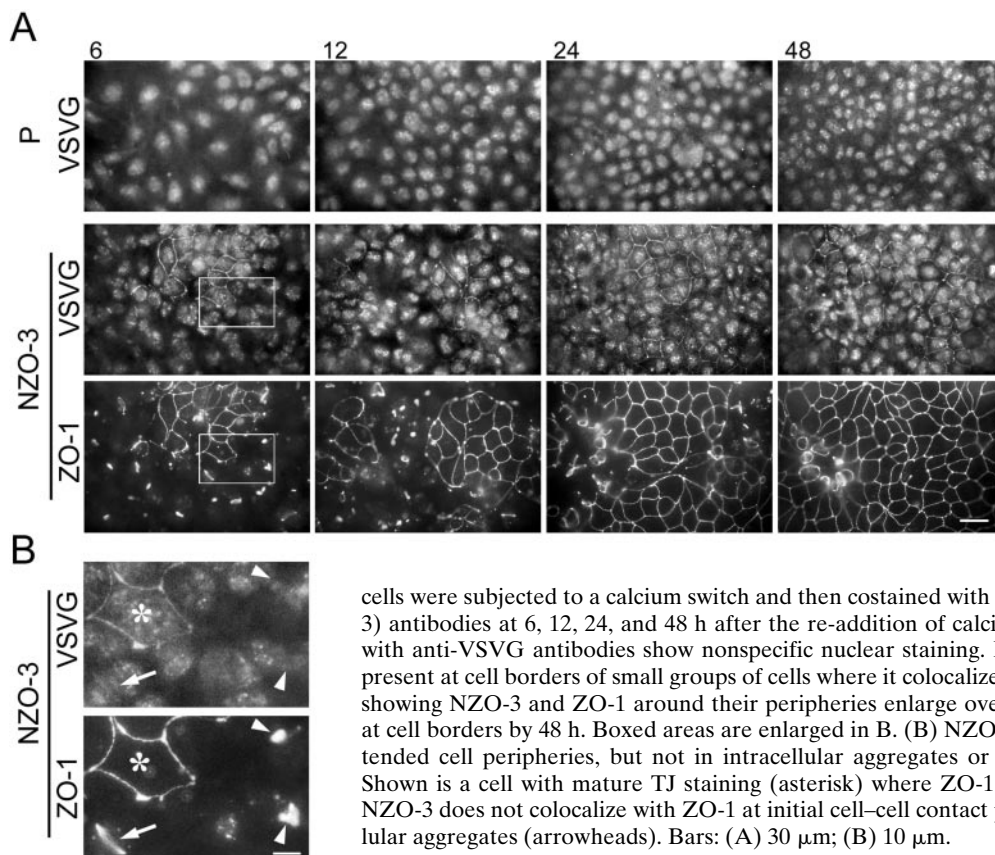 A
6 12 24 48
P
VSVG
NZO-3
VSVG
ZO-1
B
NZO-3
VSVG
ZO-1
*
*
cells were subjected to a calcium switch and then costained with
3) antibodies at 6, 12, 24, and 48 h after the re-addition of calci
with anti-VSVG antibodies show nonspecific nuclear staining.
present at cell borders of small groups of cells where it colocalize
showing NZO-3 and ZO-1 around their peripheries enlarge ove
at cell borders by 48 h. Boxed areas are enlarged in B. (B) NZO
tended cell peripheries, but not in intracellular aggregates or
Shown is a cell with mature TJ staining (asterisk) where ZO-1
NZO-3 does not colocalize with ZO-1 at initial cell–cell contact
lular aggregates (arrowheads). Bars: (A) 30 μm; (B) 10 μm.